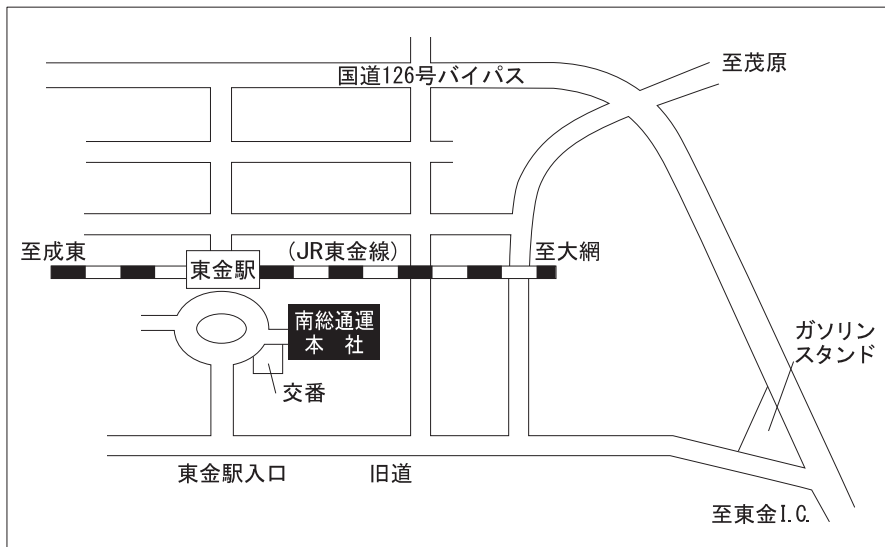 国道126号バイパス
至茂原
至成東
(JR東金線)
至大網
東金駅
南総通運
本　社
交番
ガソリン
スタンド
東金駅入口
旧道
至東金I.C.